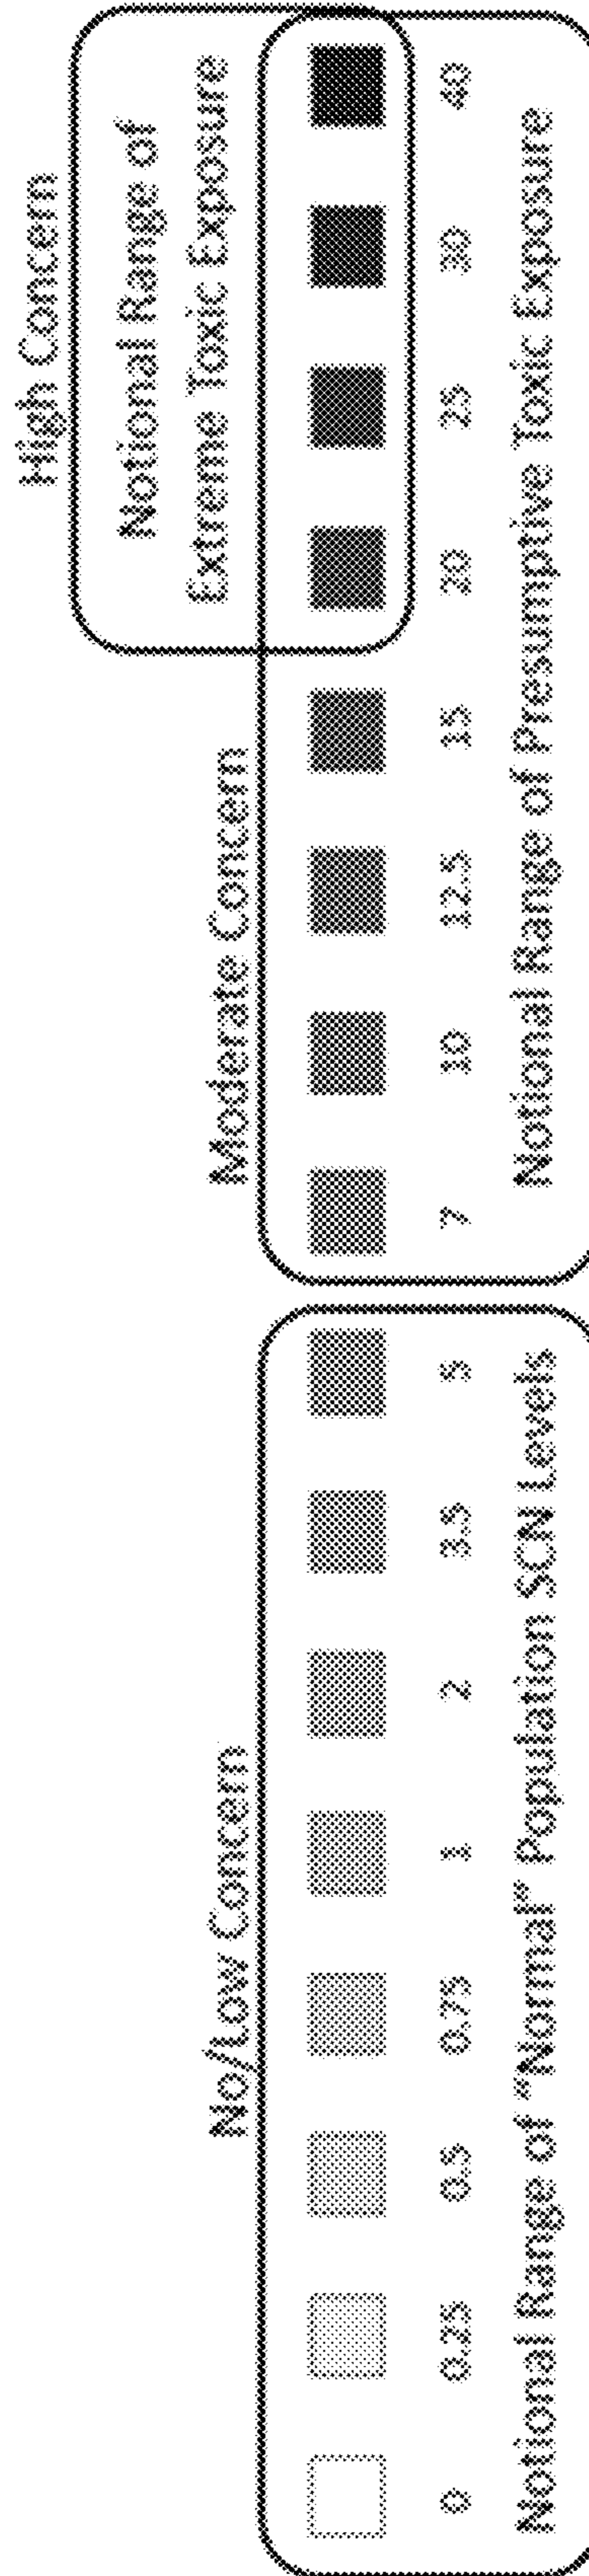 High Concern
Notional Range of
Extreme Toxic Exposure
No/Low Concern
Moderate Concern
0 0.25 0.5 0.75 1 2 3.5 5 7 10 12.5 15 20 25 30 40
Notional Range of "Normal" Population SCN Levels
Notional Range of Presumptive Toxic Exposure